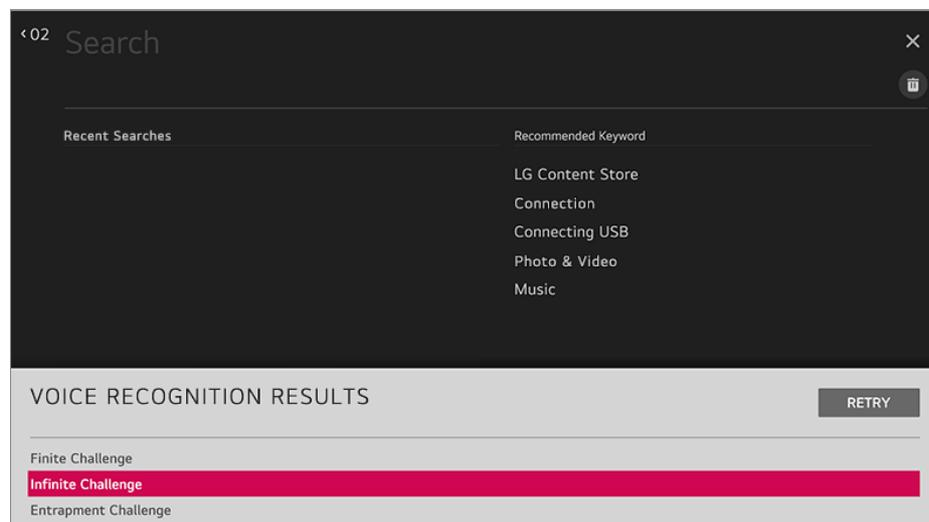 ‹ 02
Search
Recent Searches
Recommended Keyword
LG Content Store
Connection
Connecting USB
Photo & Video
Music
VOICE RECOGNITION RESULTS
RETRY
Finite Challenge
Infinite Challenge
Entrapment Challenge